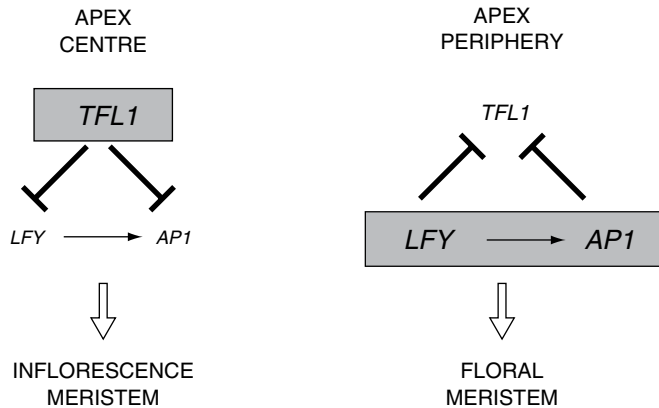 APEX
CENTRE
TFL1
LFY
AP1
INFLORESCENCE
MERISTEM
APEX
PERIPHERY
TFL1
LFY
AP1
FLORAL
MERISTEM